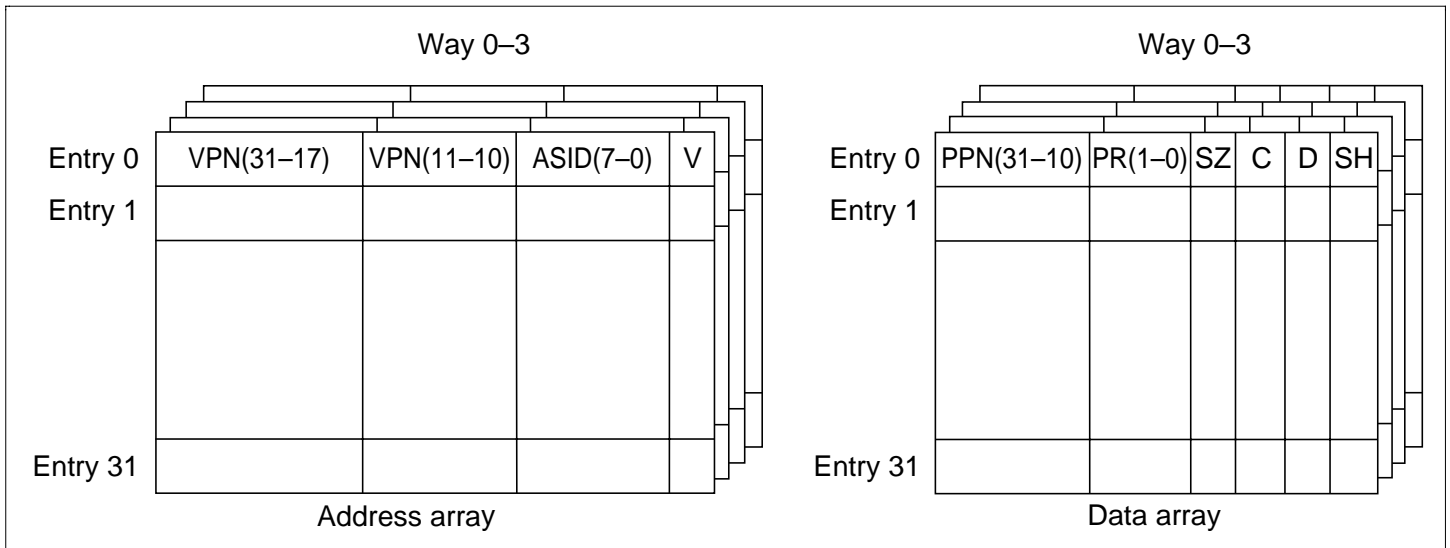 Way 0–3 Way 0–3
Entry 0 VPN(31–17) VPN(11–10) ASID(7–0) V Entry 0 PPN(31–10) PR(1–0) SZ C D SH
Entry 1 Entry 1
Entry 31 Entry 31
Address array Data array